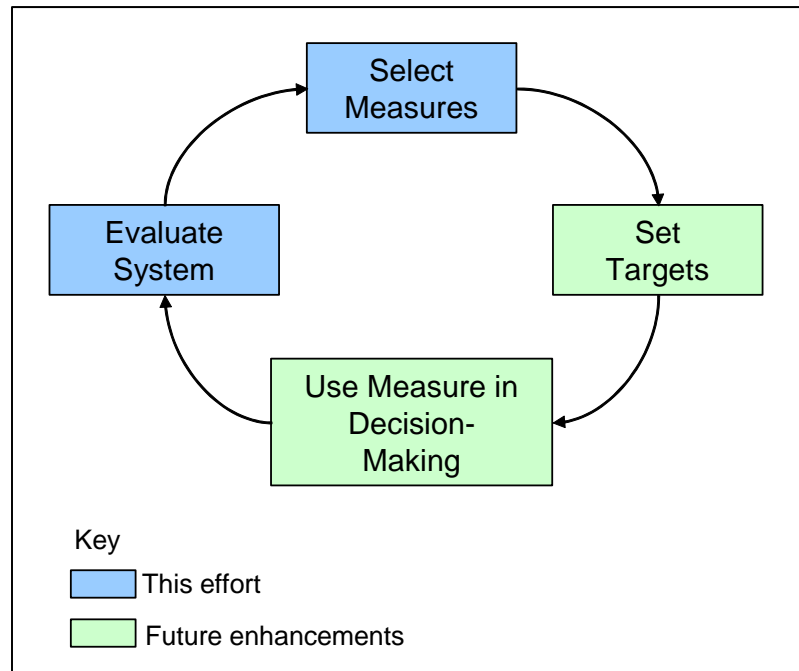 Select
Measures
Evaluate
System
Set
Targets
Use Measure in
Decision-
Making
Key
This effort
Future enhancements